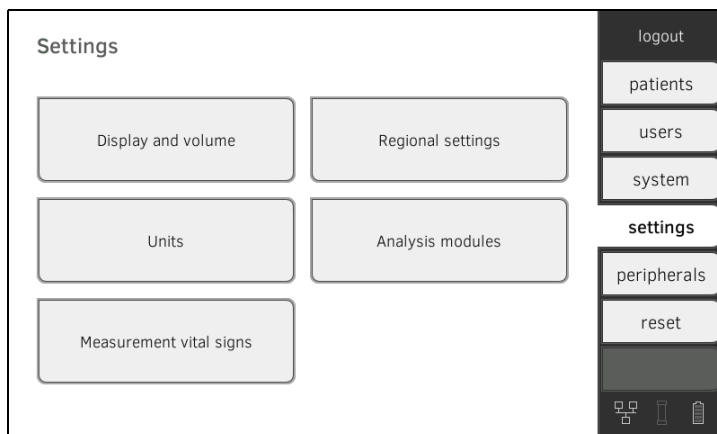 Settings
Display and volume
Regional settings
Units
Analysis modules
Measurement vital signs
logout
patients
users
system
settings
peripherals
reset